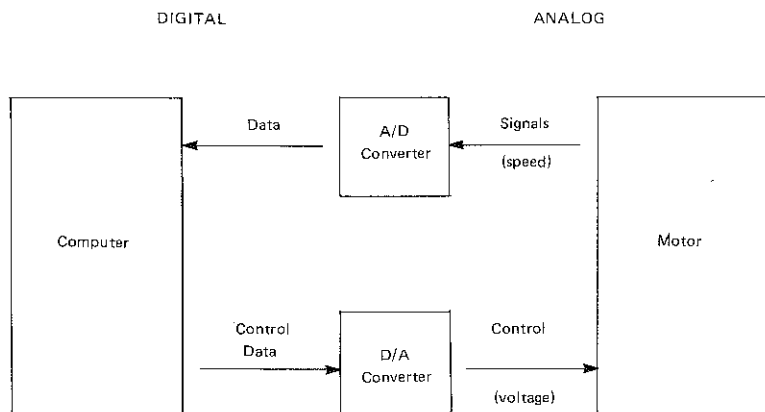 DIGITAL
ANALOG
Data
A/D
Converter
Signals
(speed)
Computer
Motor
Control
Data
D/A
Converter
Control
(voltage)